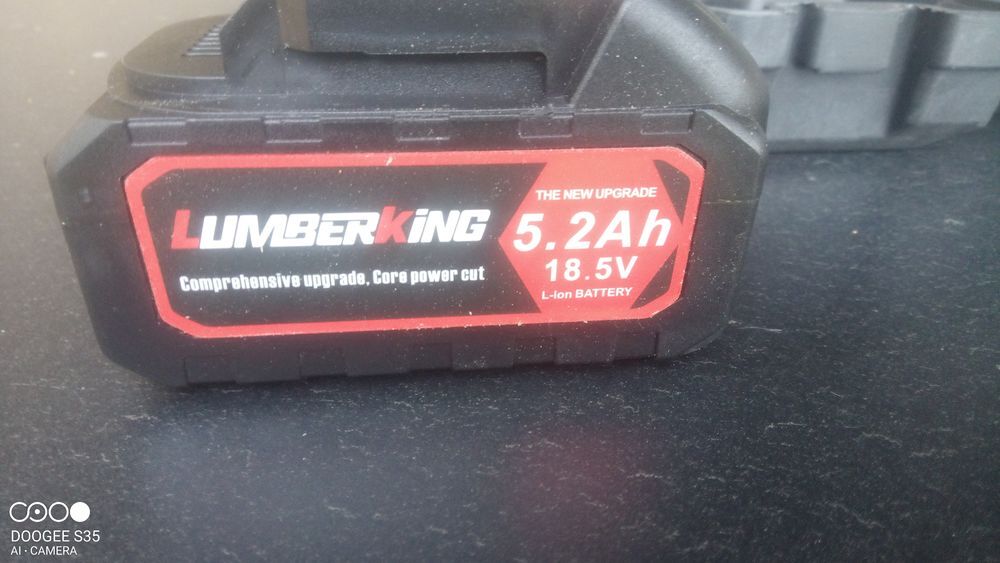 LUMBERKiNG
Comprehensive upgrade, Core power cut
THE NEW UPGRADE
5.2Ah
18.5V
L-ion BATTERY
DOOGEE S35
AI·CAMERA